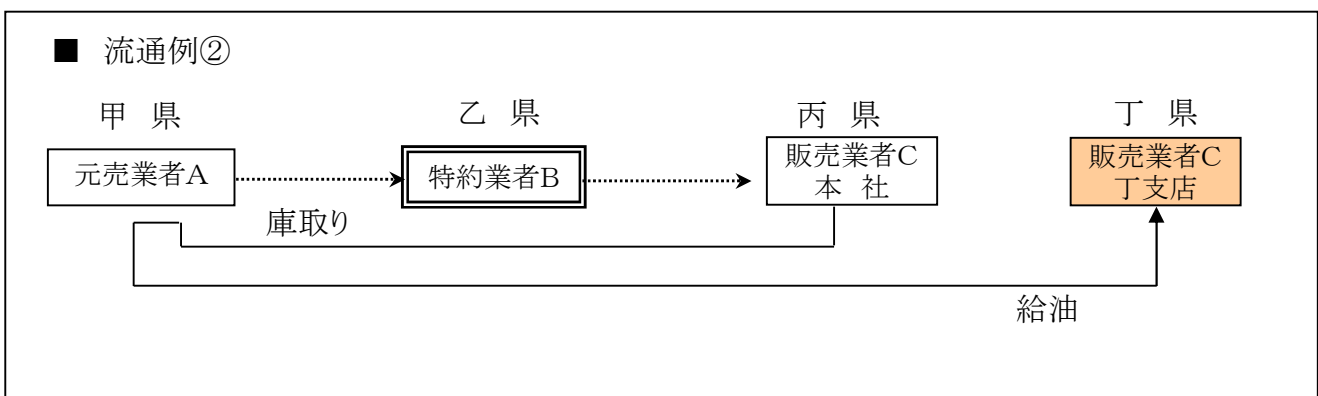 ■ 流通例②
甲 県
乙 県
丙 県
丁 県
元売業者A
特約業者B
販売業者C
本 社
販売業者C
丁支店
庫取り
給油